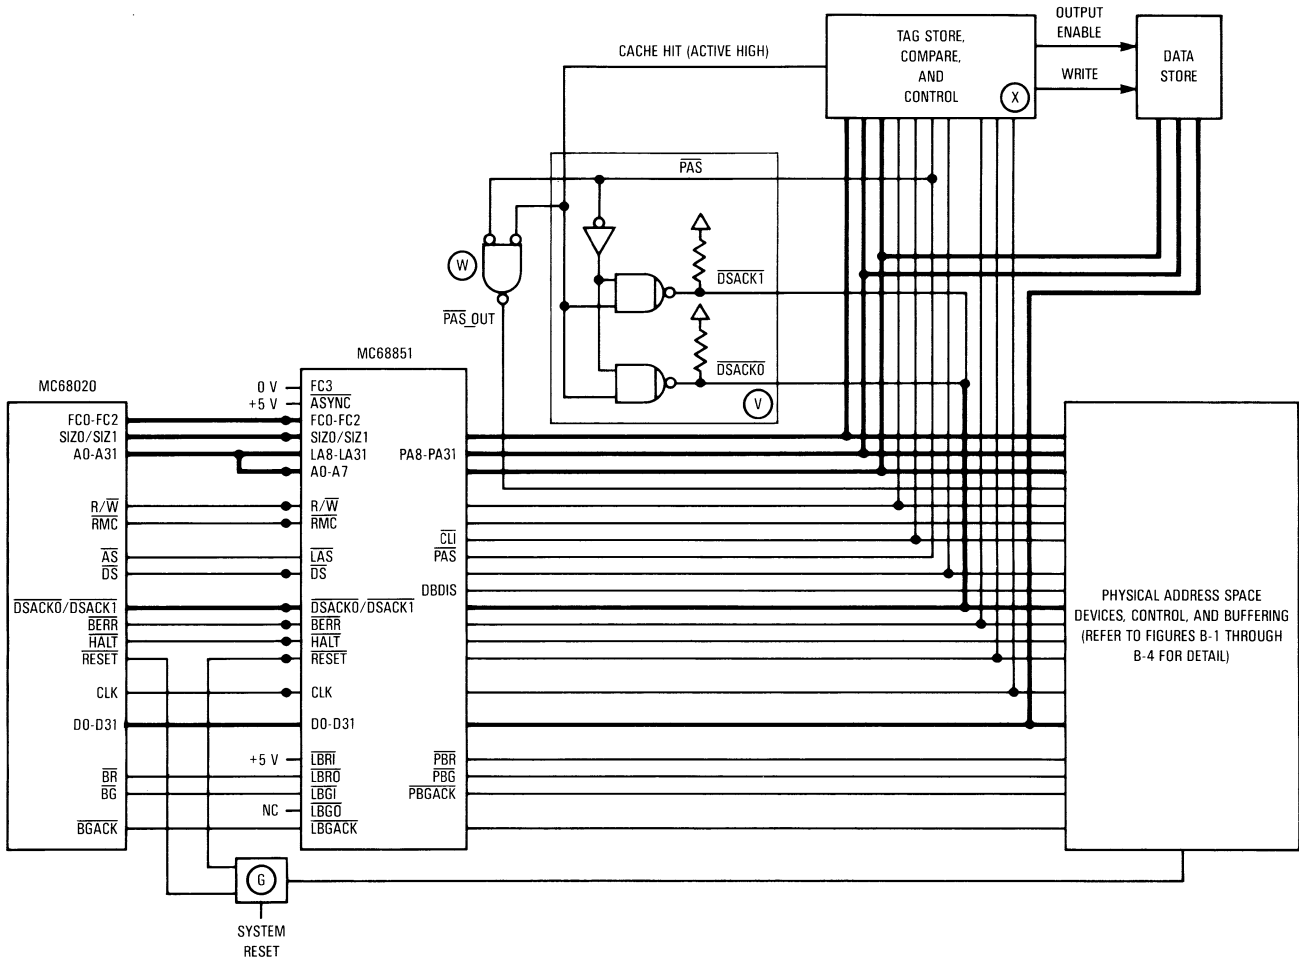 OUTPUT
ENABLE
TAG STORE,
COMPARE,
AND
CONTROL
X
WRITE
DATA
STORE
CACHE HIT (ACTIVE HIGH)
PAS
W
DSACK1
PAS_OUT
DSACK0
V
MC68851
MC68020
0 V
FC3
+5 V
ASYNC
FC0-FC2
FC0-FC2
SIZ0/SIZ1
SIZ0/SIZ1
A0-A31
LA8-LA31
PA8-PA31
A0-A7
R/W
R/W
RMC
RMC
CLI
AS
LAS
PAS
DS
DS
DBDIS
DSACK0/DSACK1
DSACK0/DSACK1
BERR
BERR
HALT
HALT
RESET
RESET
CLK
CLK
D0-D31
D0-D31
+5 V
LBRI
PBR
BR
LBRO
PBG
BG
LBGI
PBGACK
NC
LBGO
BGACK
LBGACK
PHYSICAL ADDRESS SPACE
DEVICES, CONTROL, AND BUFFERING
(REFER TO FIGURES B-1 THROUGH
B-4 FOR DETAIL)
G
SYSTEM
RESET